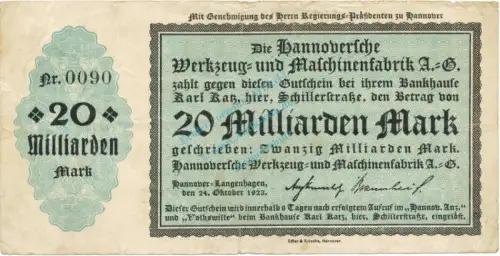 Mit Genehmigung des Herrn Regierungs-Präsidenten zu Hannover
Nr. 0090
20
Milliarden
Mark
Die Hannoversche
Werkzeug- und Maschinenfabrik A.-G.
zahlt gegen diesen Gutschein bei ihrem Bankhause
Karl Katz, hier, Schillerstraße, den Betrag von
20 Milliarden Mark
geschrieben: Zwanzig Milliarden Mark.
Hannoversche Werkzeug- und Maschinenfabrik A.-G.
Hannover-Langenhagen,
den 24. Oktober 1923.
Dieser Gutschein wird innerhalb 8 Tagen nach erfolgtem Aufruf im „Hannov. Anz.“
und „Volkswille“ beim Bankhause Karl Katz, hier, Schillerstraße, eingelöst.